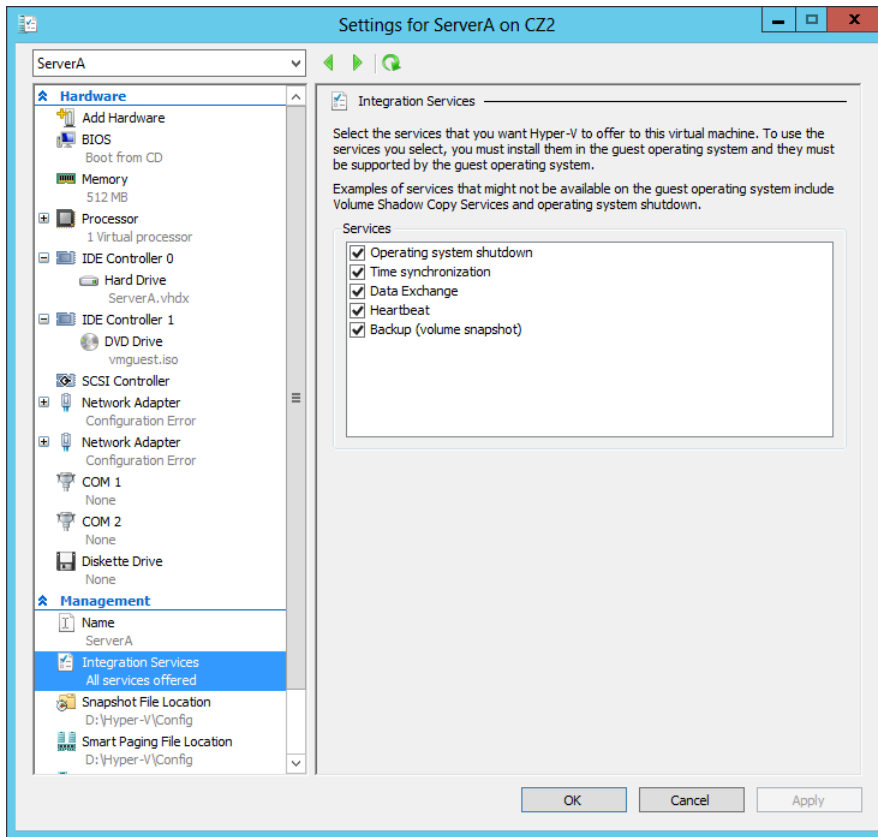 Settings for ServerA on CZ2
ServerA
Hardware
Add Hardware
BIOS
Boot from CD
Memory
512 MB
Processor
1 Virtual processor
IDE Controller 0
Hard Drive
ServerA.vhdx
IDE Controller 1
DVD Drive
vmguest.iso
SCSI Controller
Network Adapter
Configuration Error
Network Adapter
Configuration Error
COM 1
None
COM 2
None
Diskette Drive
None
Management
Name
ServerA
Integration Services
All services offered
Snapshot File Location
D:\Hyper-V\Config
Smart Paging File Location
D:\Hyper-V\Config
Integration Services
Select the services that you want Hyper-V to offer to this virtual machine. To use the
services you select, you must install them in the guest operating system and they must
be supported by the guest operating system.
Examples of services that might not be available on the guest operating system include
Volume Shadow Copy Services and operating system shutdown.
Services
Operating system shutdown
Time synchronization
Data Exchange
Heartbeat
Backup (volume snapshot)
OK
Cancel
Apply